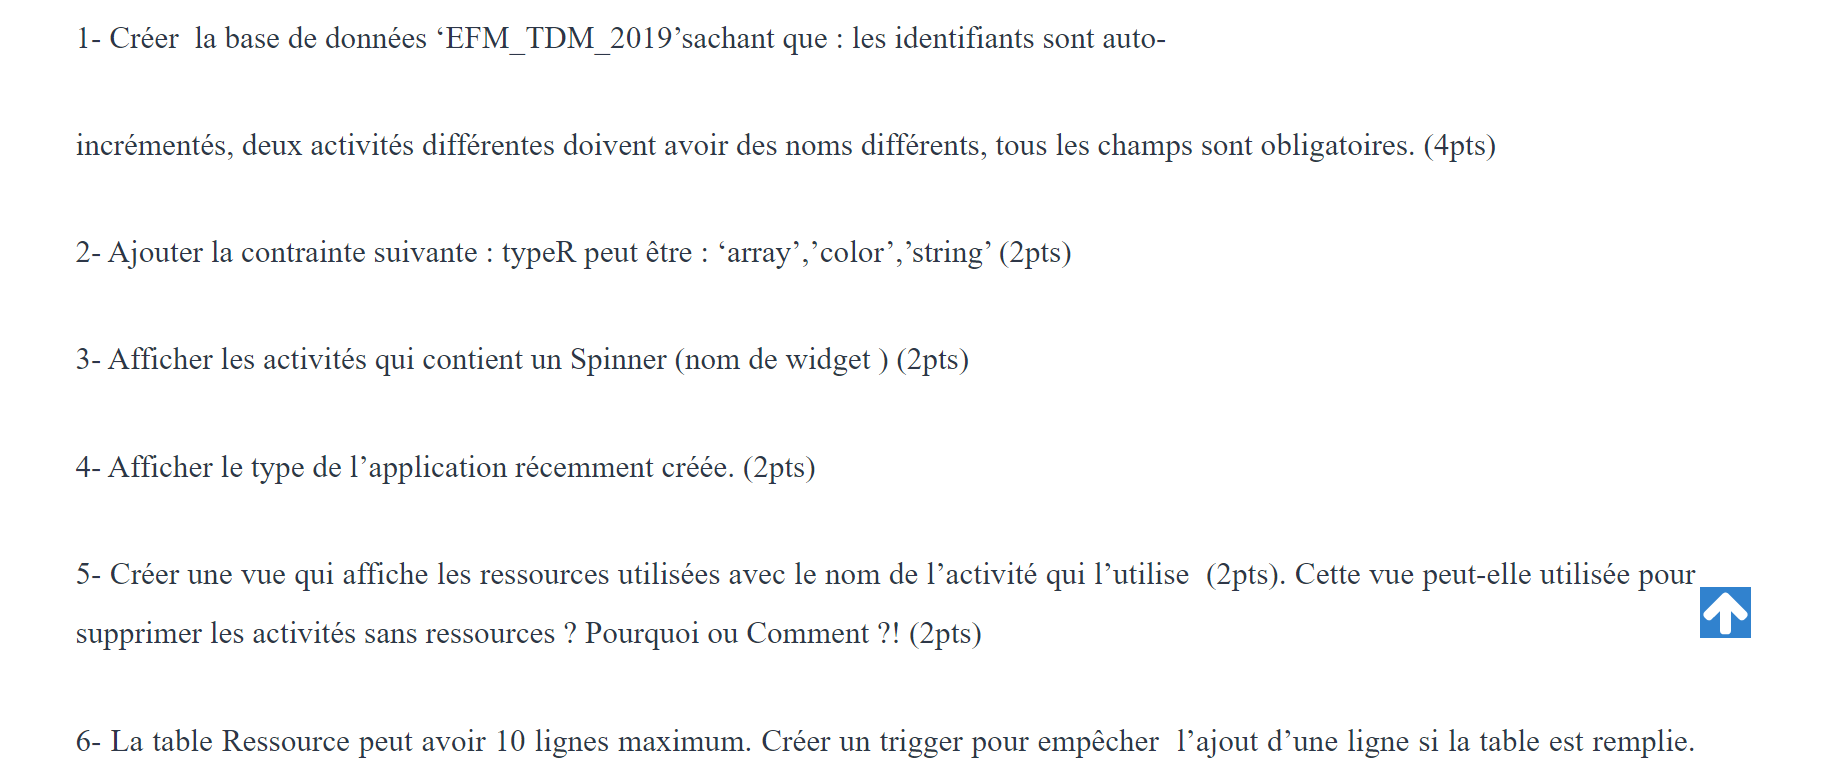 1- Créer  la base de données ‘EFM_TDM_2019’sachant que : les identifiants sont auto-
incrémentés, deux activités différentes doivent avoir des noms différents, tous les champs sont obligatoires. (4pts)
2- Ajouter la contrainte suivante : typeR peut être : ‘array’,’color’,’string’ (2pts)
3- Afficher les activités qui contient un Spinner (nom de widget ) (2pts)
4- Afficher le type de l’application récemment créée. (2pts)
5- Créer une vue qui affiche les ressources utilisées avec le nom de l’activité qui l’utilise  (2pts). Cette vue peut-elle utilisée pour
supprimer les activités sans ressources ? Pourquoi ou Comment ?! (2pts)
6- La table Ressource peut avoir 10 lignes maximum. Créer un trigger pour empêcher  l’ajout d’une ligne si la table est remplie.